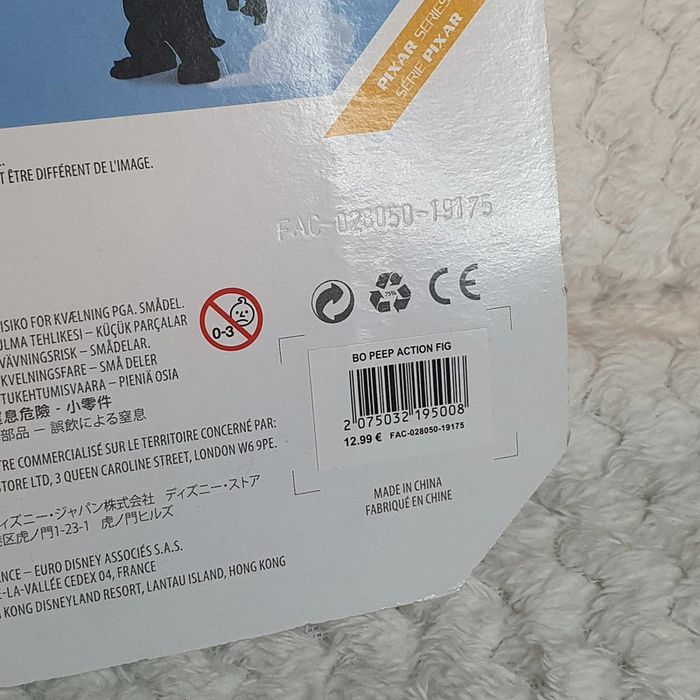 PIXAR SERIES
SÉRIE PIXAR
T ÊTRE DIFFÉRENT DE L'IMAGE.
FAC-028050-19175
ISIKO FOR KVÆLNING PGA. SMÅDEL.
ULMA TEHLIKESI – KÜÇÜK PARÇALAR
VÄVNINGSRISK – SMÅDELAR.
KVELNINGSFARE – SMÅ DELER
TUKEHTUMISVAARA – PIENIÄ OSIA
窒息危險 - 小零件
部品 — 誤飲による窒息
0-3
75%
CE
BO PEEP ACTION FIG
2 075032 195008
12.99 € FAC-028050-19175
TRE COMMERCIALISÉ SUR LE TERRITOIRE CONCERNÉ PAR:
STORE LTD, 3 QUEEN CAROLINE STREET, LONDON W6 9PE.
ィズニー・ジャパン株式会社 ディズニー・ストア
港区虎ノ門1-23-1 虎ノ門ヒルズ
MADE IN CHINA
FABRIQUÉ EN CHINE
ANCE – EURO DISNEY ASSOCIÉS S.A.S.
E-LA-VALLÉE CEDEX 04, FRANCE
KONG DISNEYLAND RESORT, LANTAU ISLAND, HONG KONG